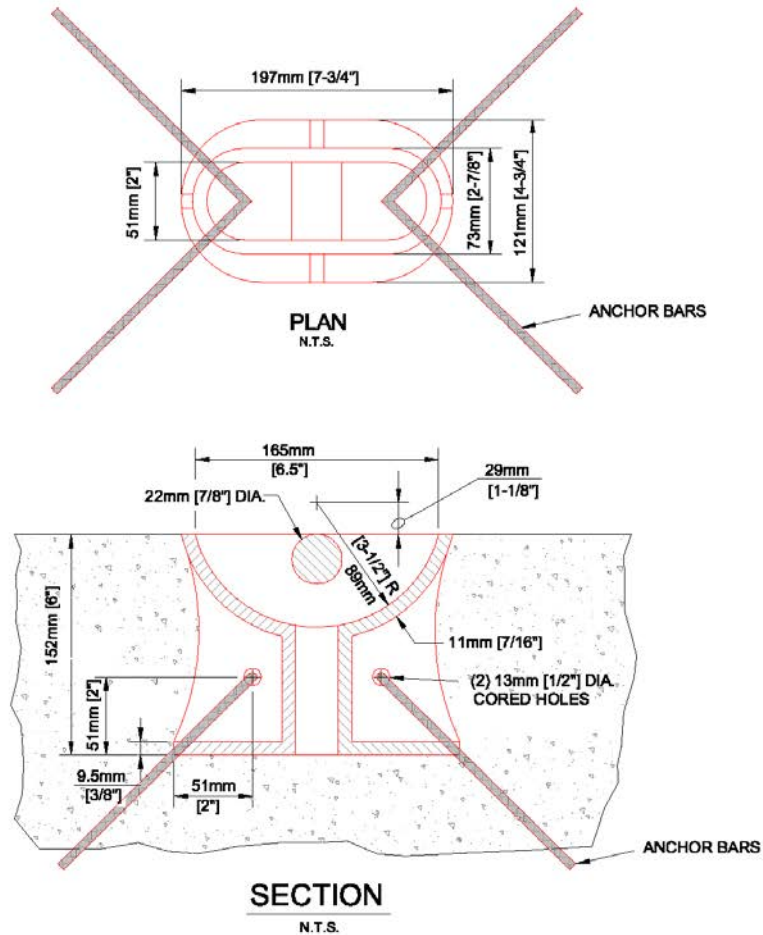 197mm [7-3/4"]
51mm [2"]
73mm [2-7/8"]
121mm [4-3/4"]
PLAN
N.T.S.
ANCHOR BARS
165mm
[6.5"]
29mm
[1-1/8"]
22mm [7/8"] DIA.
[3-1/2"] R
89mm
152mm [6"]
11mm [7/16"]
51mm [2"]
(2) 13mm [1/2"] DIA.
CORED HOLES
9.5mm
[3/8"]
51mm
[2"]
ANCHOR BARS
SECTION
N.T.S.